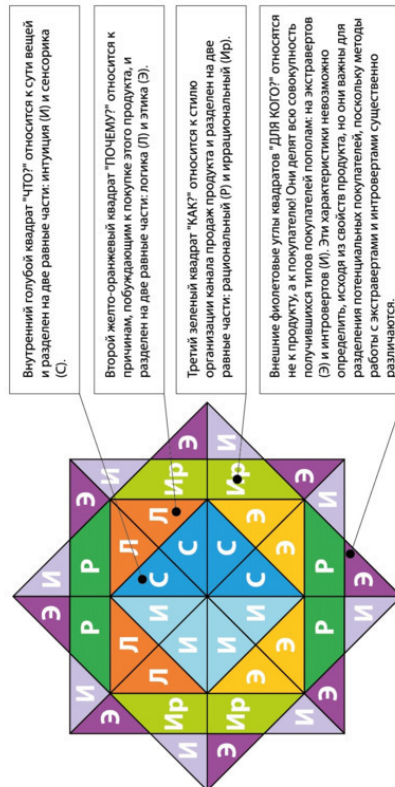 Внутренний голубой квадрат "ЧТО?" относится к сути вещей
и разделен на две равные части: интуиция (И) и сенсорика
(С).
Второй желто-оранжевый квадрат "ПОЧЕМУ?" относится к
причинам, побуждающим к покупке этого продукта, и
разделен на две равные части: логика (Л) и этика (Э).
Третий зеленый квадрат "КАК?" относится к стилю
организации канала продаж продукта и разделен на две
равные части: рациональный (Р) и иррациональный (Ир).
Внешние фиолетовые углы квадратов "ДЛЯ КОГО?" относятся
не к продукту, а к покупателю! Они делят всю совокупность
получившихся типов покупателей пополам: на экстравертов
(Э) и интровертов (И). Эти характеристики невозможно
определить, исходя из свойств продукта, но они важны для
разделения потенциальных покупателей, поскольку методы
работы с экстравертами и интровертами существенно
различаются.
Э И
И Р Р Э
Э И
Л Л
Ир Л И С Л Ир
И И С И
Э И С Э
Ир Э И С Э Ир
Э Э
И Э
Э Р Р И
И Э